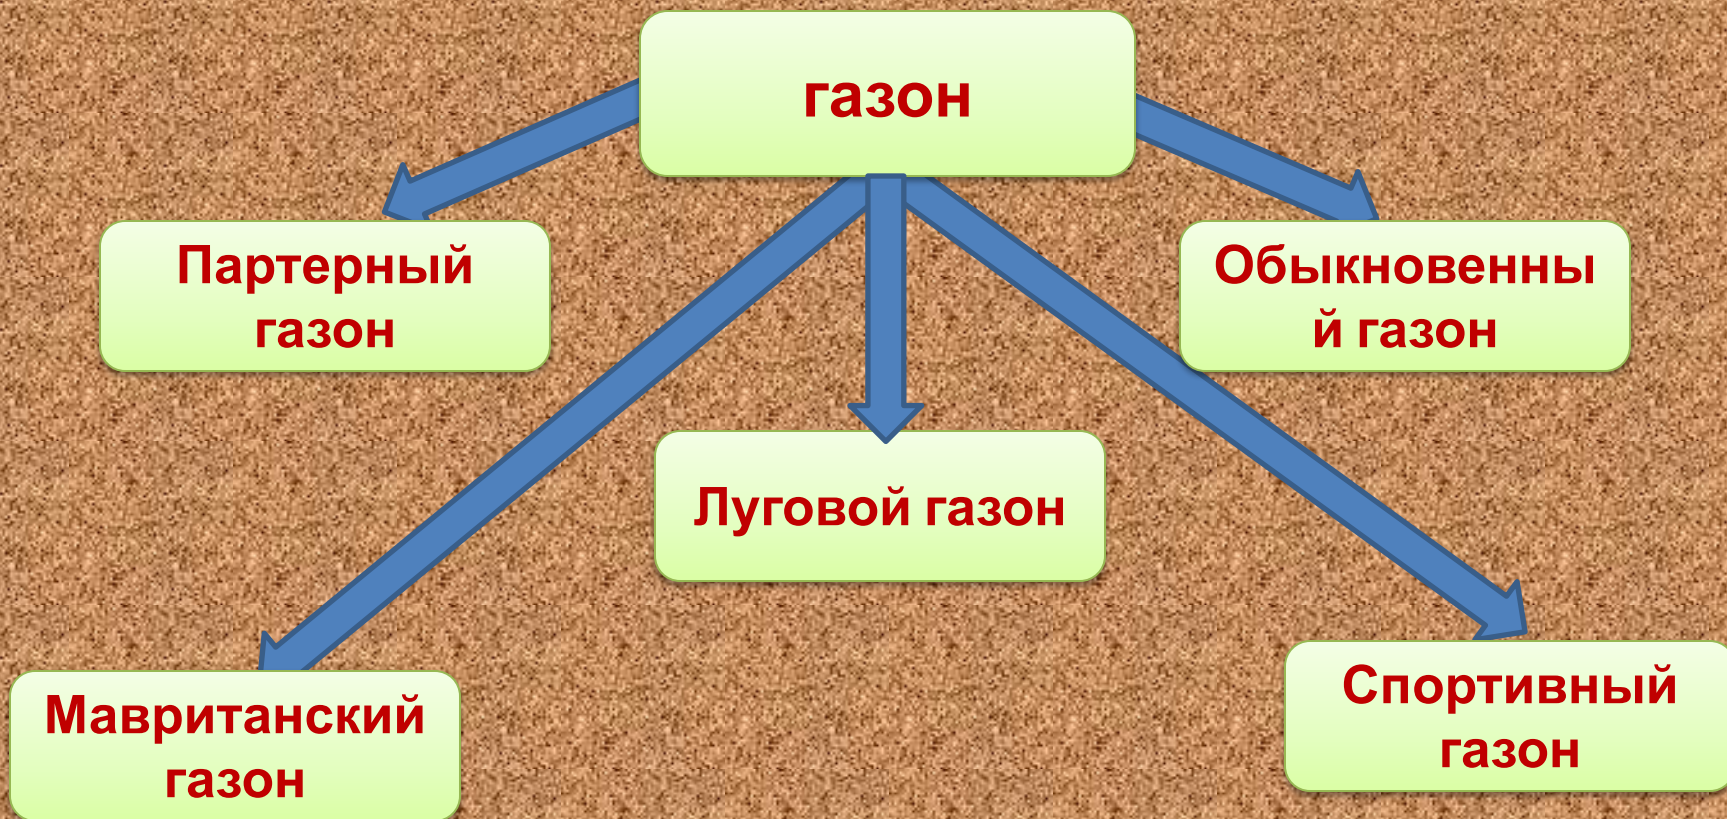 газон
Партерный
газон
Обыкновенны
й газон
Луговой газон
Мавританский
газон
Спортивный
газон